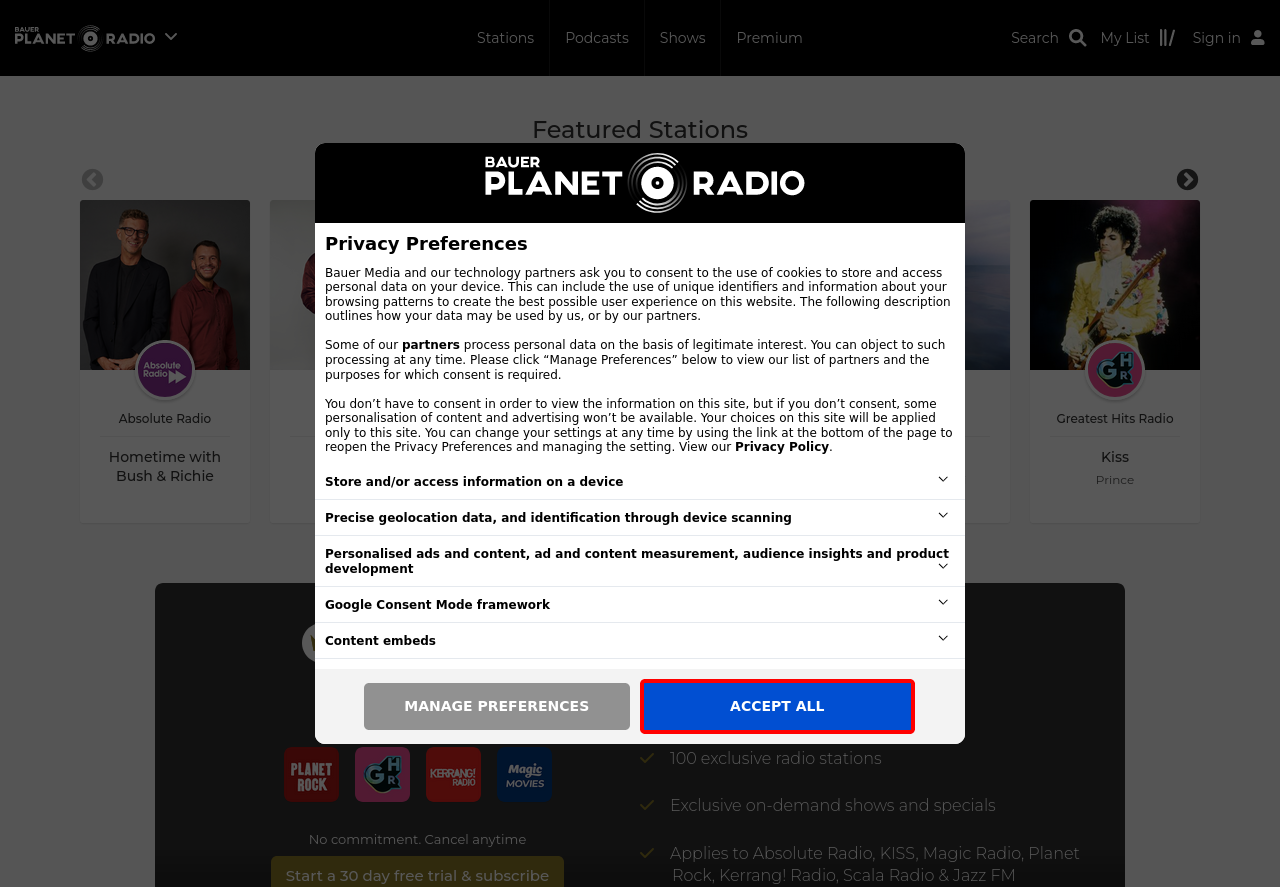 BAUER
PLANET RADIO
Stations
Podcasts
Shows
Premium
Search
My List
Sign in
Featured Stations
BAUER
PLANET RADIO
Privacy Preferences
Bauer Media and our technology partners ask you to consent to the use of cookies to store and access
personal data on your device. This can include the use of unique identifiers and information about your
browsing patterns to create the best possible user experience on this website. The following description
outlines how your data may be used by us, or by our partners.
Some of our partners process personal data on the basis of legitimate interest. You can object to such
processing at any time. Please click “Manage Preferences” below to view our list of partners and the
purposes for which consent is required.
You don’t have to consent in order to view the information on this site, but if you don’t consent, some
personalisation of content and advertising won’t be available. Your choices on this site will be applied
only to this site. You can change your settings at any time by using the link at the bottom of the page to
reopen the Privacy Preferences and managing the setting. View our Privacy Policy.
Store and/or access information on a device
Precise geolocation data, and identification through device scanning
Personalised ads and content, ad and content measurement, audience insights and product
development
Google Consent Mode framework
Content embeds
MANAGE PREFERENCES
ACCEPT ALL
Absolute
Radio
Absolute Radio
Hometime with
Bush & Richie
GHR
Greatest Hits Radio
Kiss
Prince
PLANET
ROCK
GHR
KERRANG!
RADIO
Magic
MOVIES
No commitment. Cancel anytime
Start a 30 day free trial & subscribe
100 exclusive radio stations
Exclusive on-demand shows and specials
Applies to Absolute Radio, KISS, Magic Radio, Planet
Rock, Kerrang! Radio, Scala Radio & Jazz FM